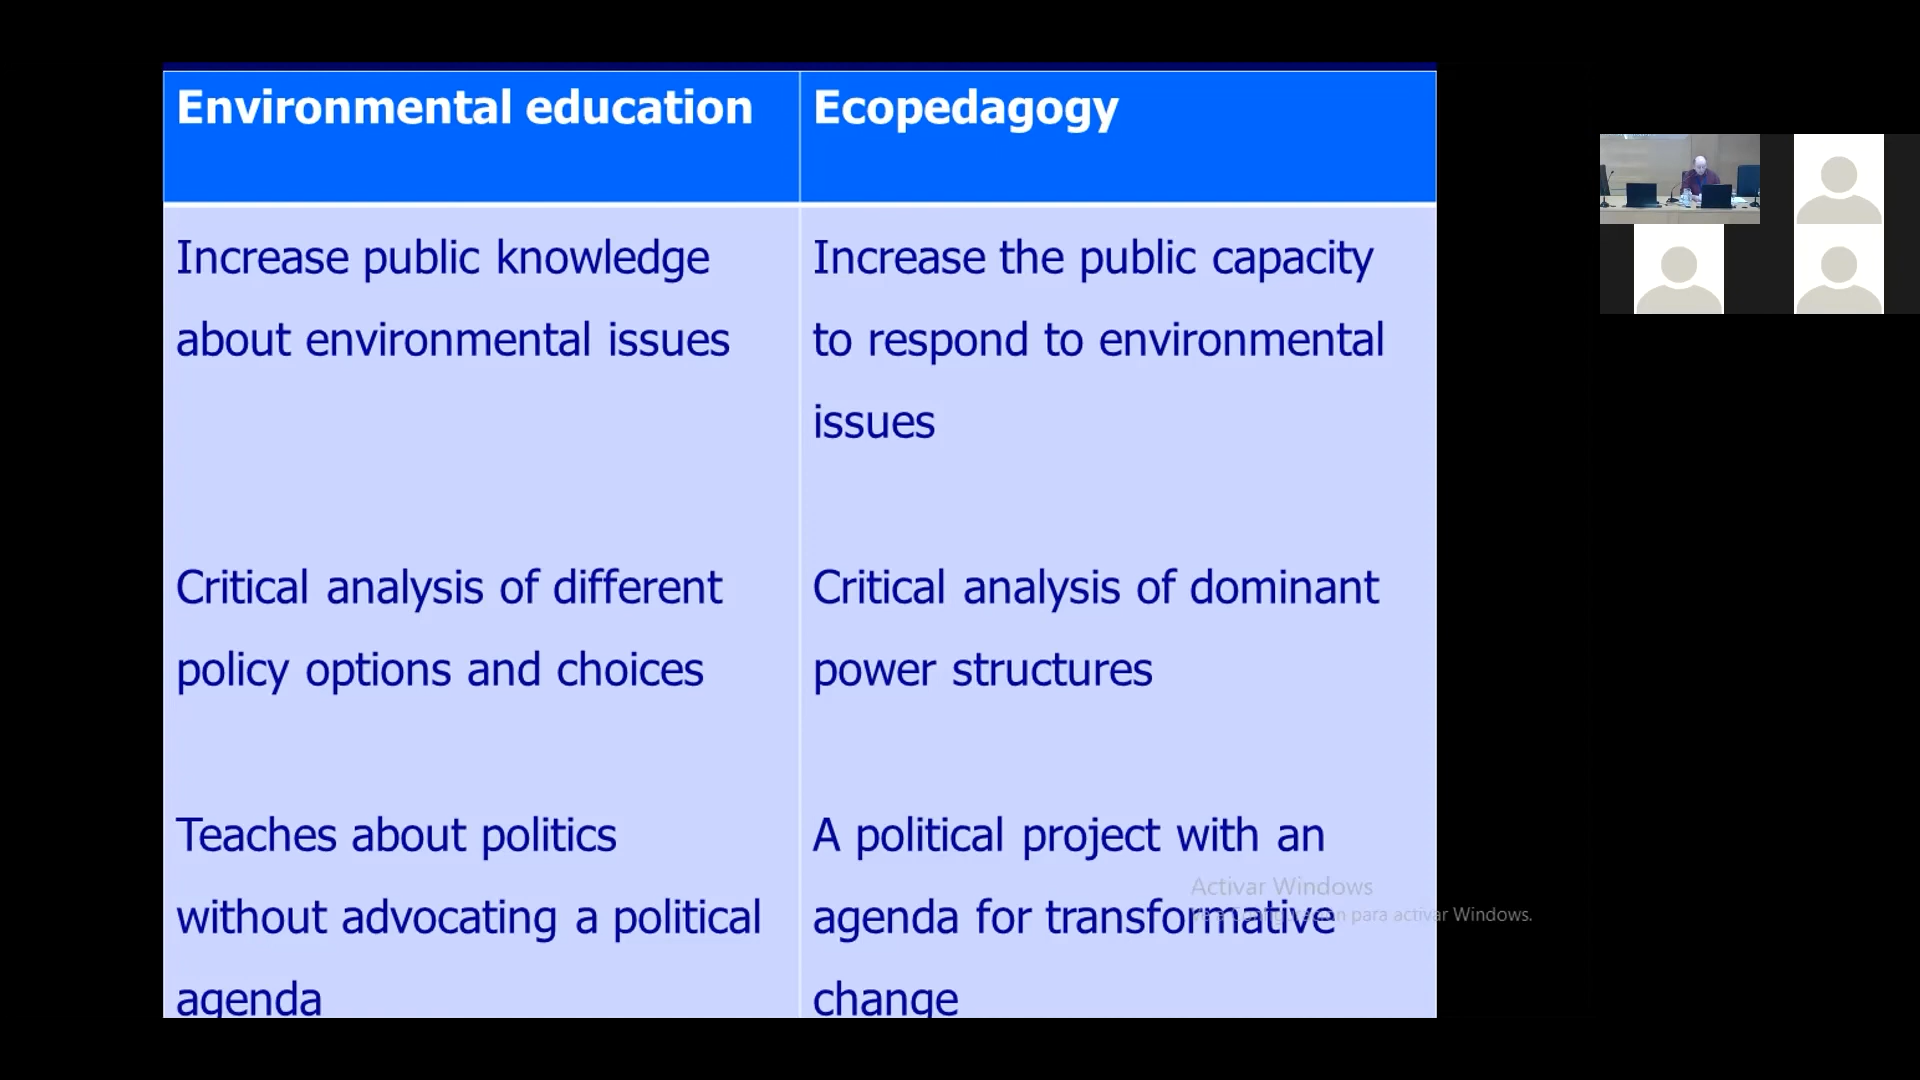 Environmental education
Ecopedagogy
Increase public knowledge
about environmental issues
Increase the public capacity
to respond to environmental
issues
Critical analysis of different
policy options and choices
Critical analysis of dominant
power structures
Teaches about politics
without advocating a political
agenda
A political project with an
agenda for transformative
change
Activar Windows
Ve a Configuración para activar Windows.